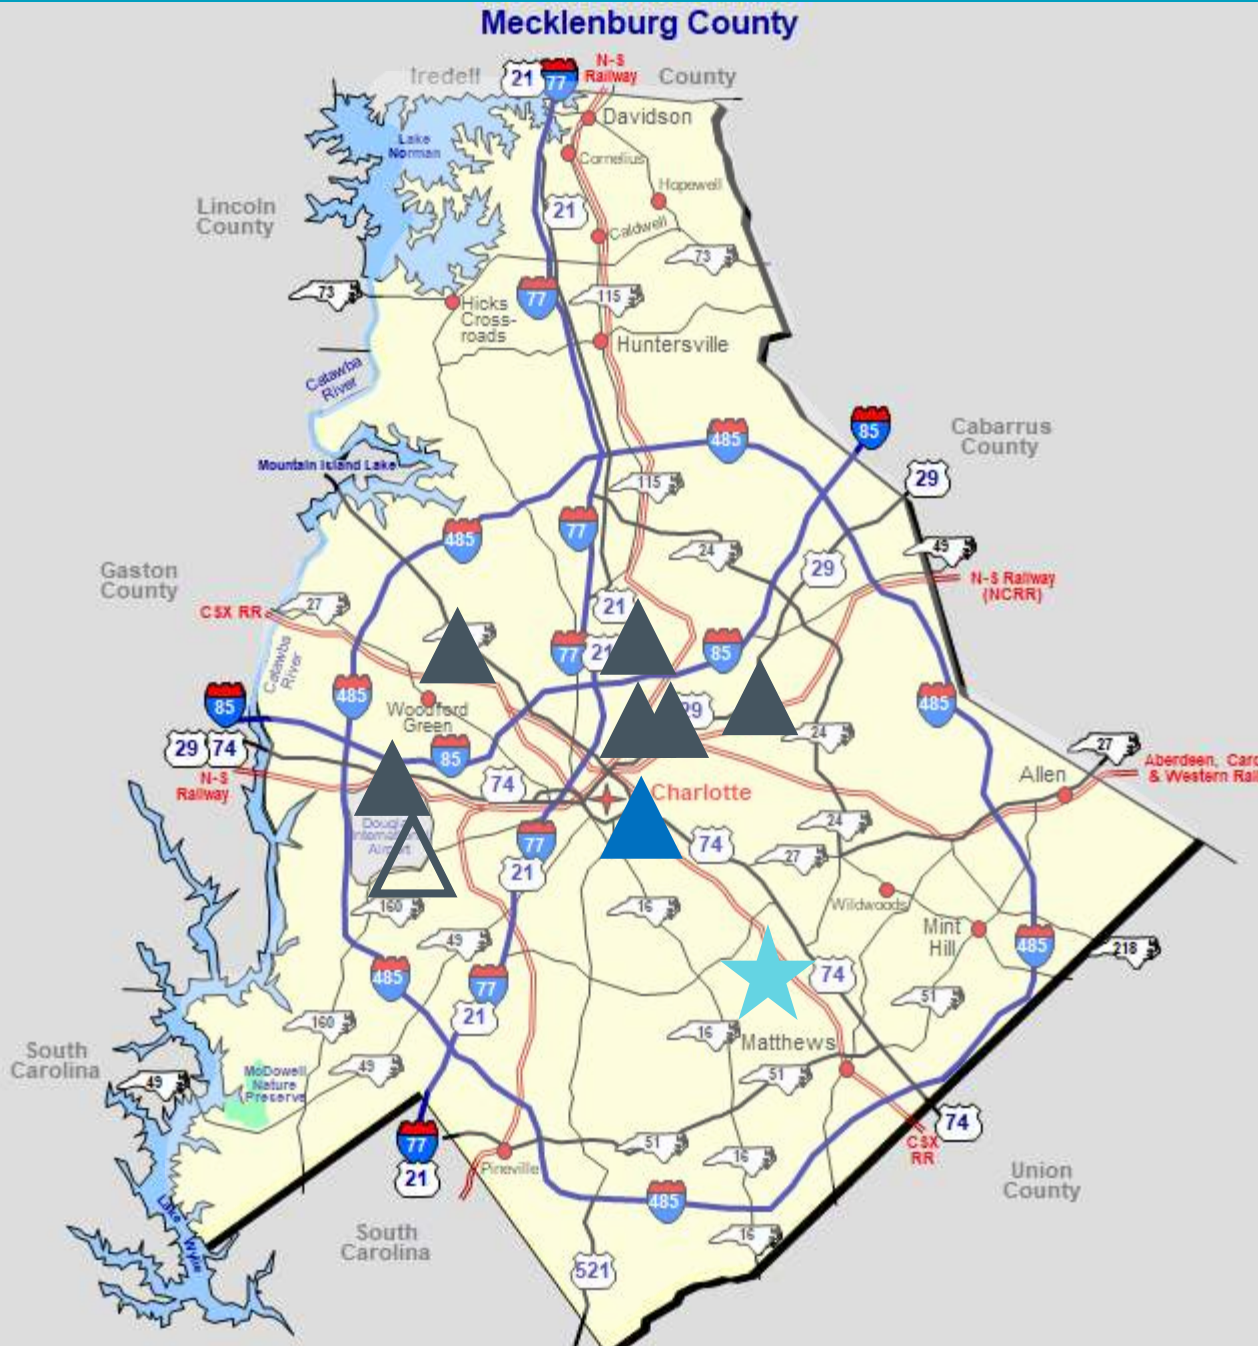 Mecklenburg County
Iredell
21
77
N-S
Railway
County
Davidson
Lake
Norman
Cornelius
Hopewell
Lincoln
County
21
Caldwell
73
73
77
115
Hicks
Cross-
roads
Huntersville
Catawba
River
85
Cabarrus
County
485
Mountain Island Lake
115
29
77
485
24
49
29
Gaston
County
N-S Railway
(NCRR)
CSX RR
27
21
77
21
85
Catawba
River
485
85
Woodford
Green
29
485
24
29
74
85
27
N-S
Railway
74
Allen
Aberdeen, Car
& Western Rail
Charlotte
International
Airport
77
24
74
27
21
160
16
Wildwoods
Mint
Hill
49
485
218
485
77
74
51
21
160
16
Matthews
South
Carolina
49
49
McDowell
Nature
Preserve
51
74
77
CSX
RR
51
21
Pineville
16
Union
County
485
Lake
Wylie
South
Carolina
16
521